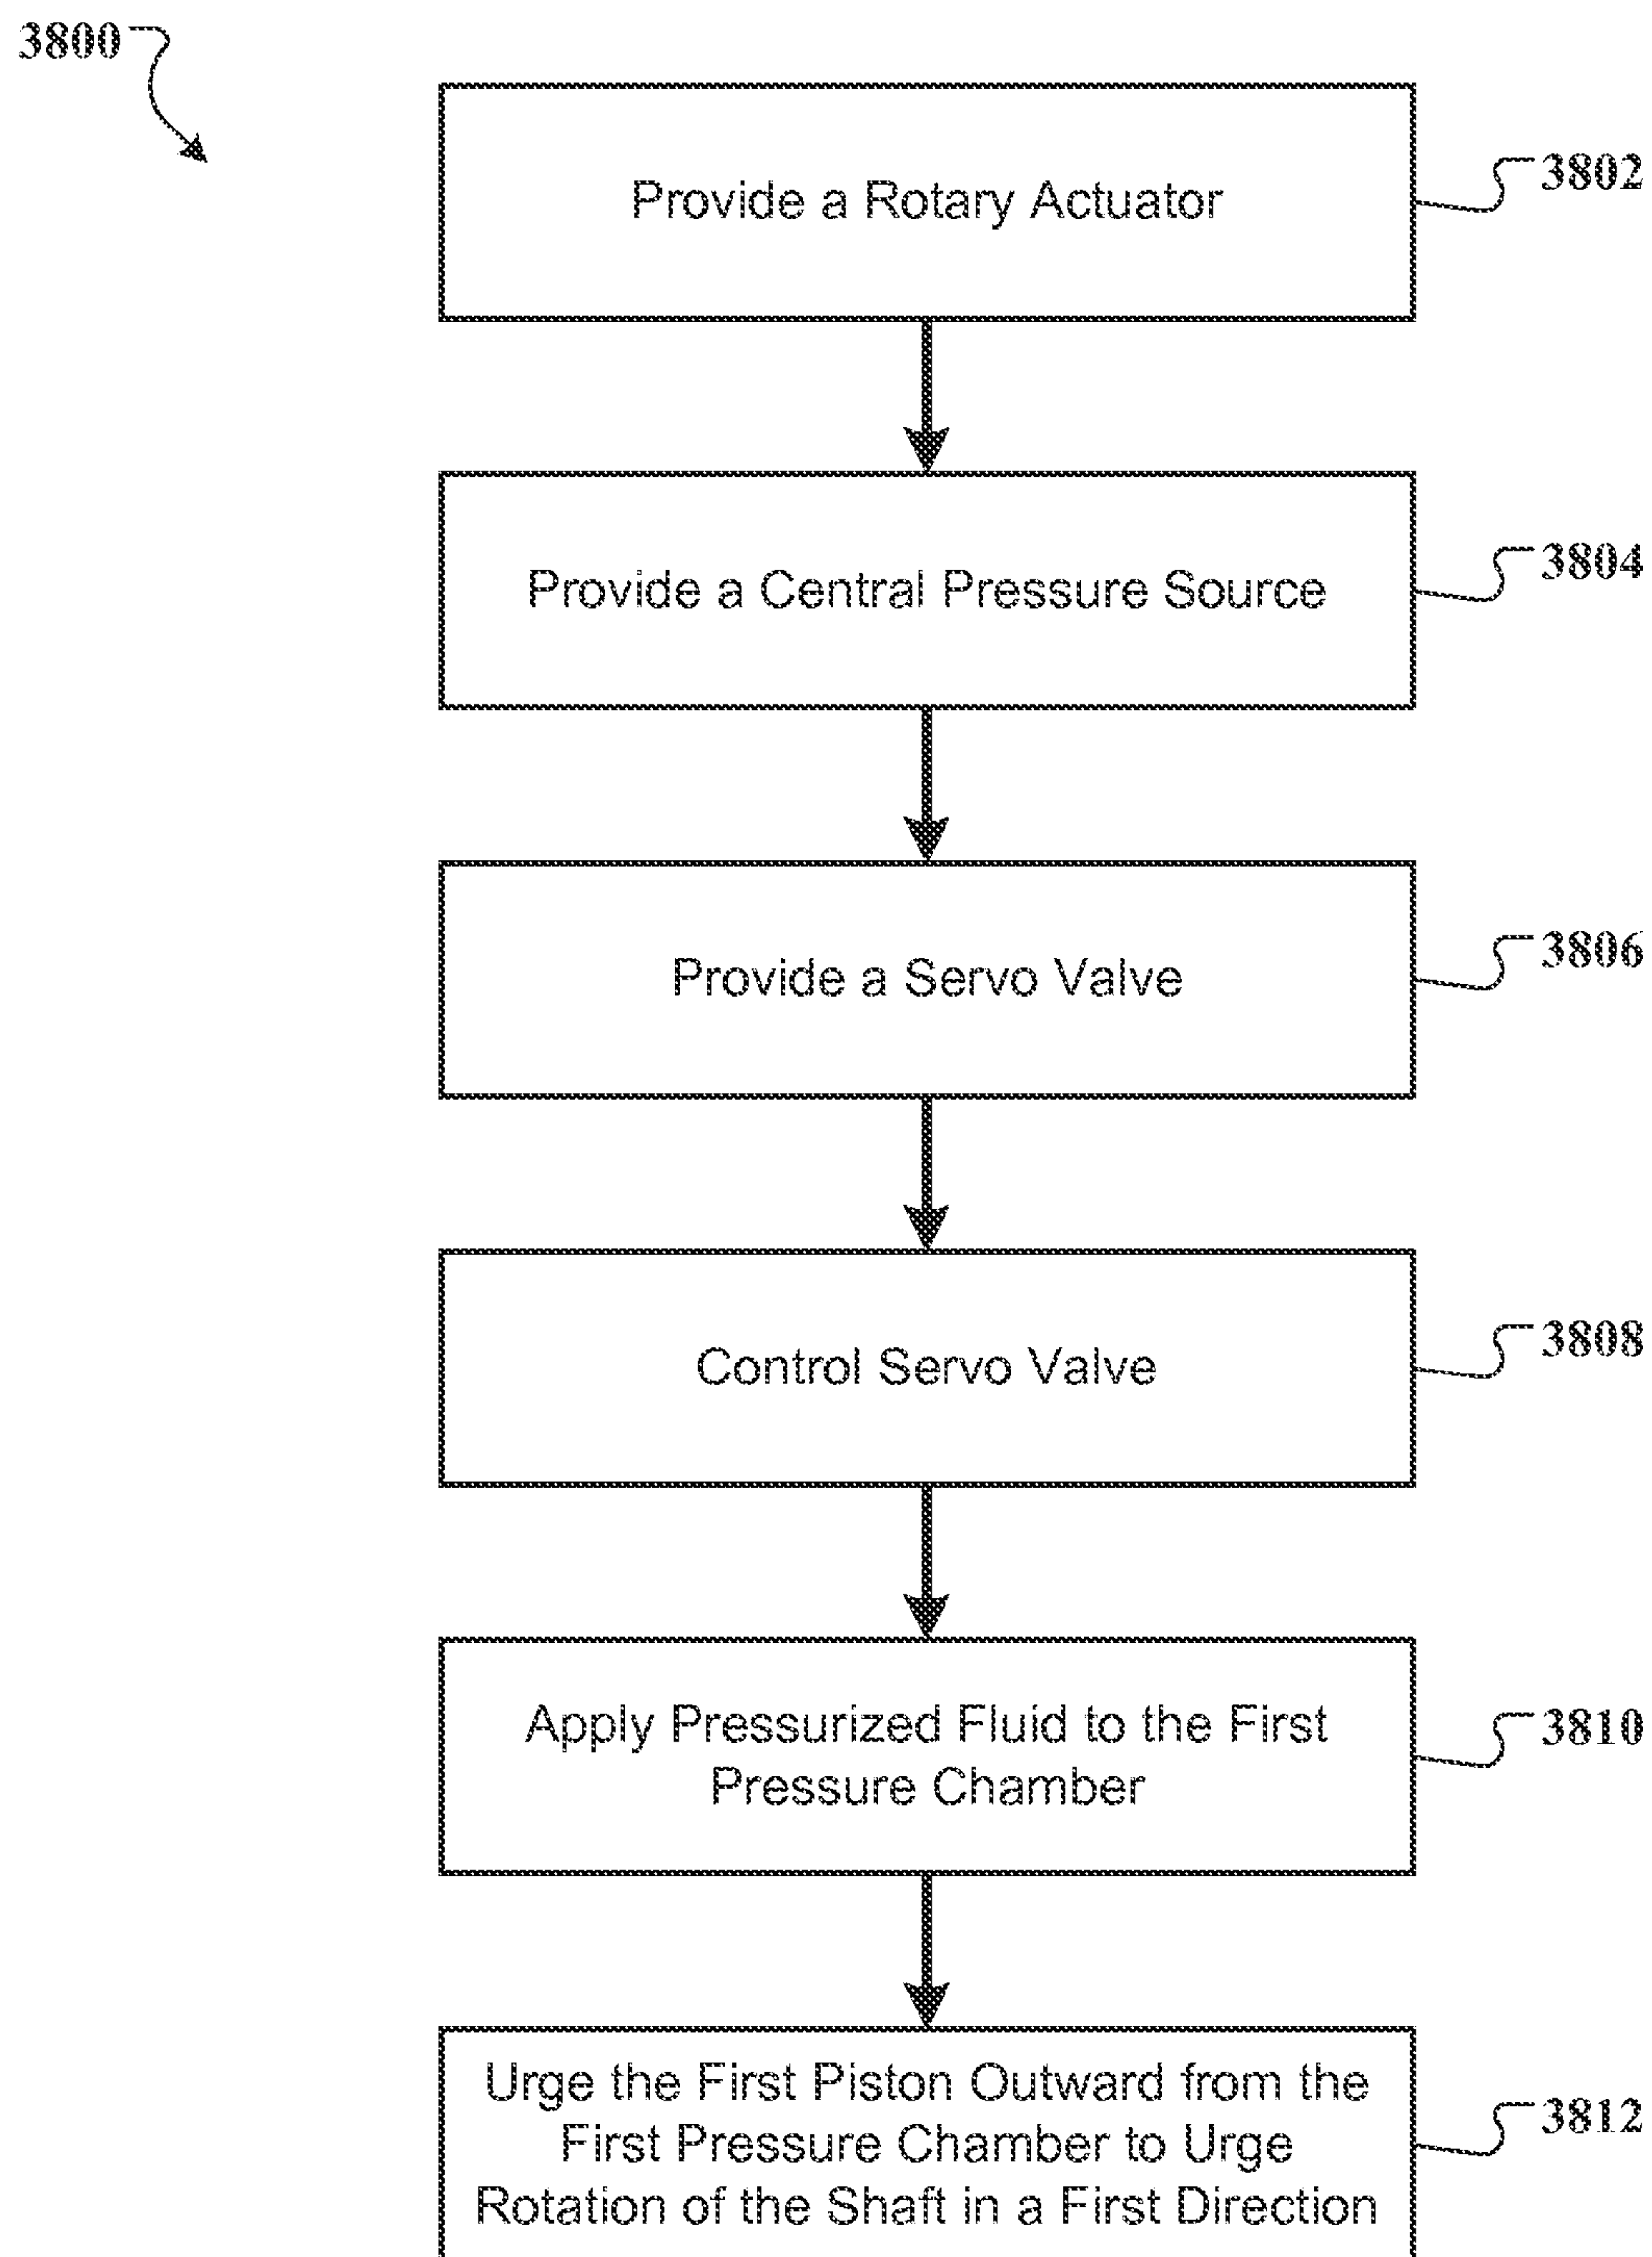 3800
Provide a Rotary Actuator
3802
Provide a Central Pressure Source
3804
Provide a Servo Valve
3806
Control Servo Valve
3808
Apply Pressurized Fluid to the First
Pressure Chamber
3810
Urge the First Piston Outward from the
First Pressure Chamber to Urge
Rotation of the Shaft in a First Direction
3812